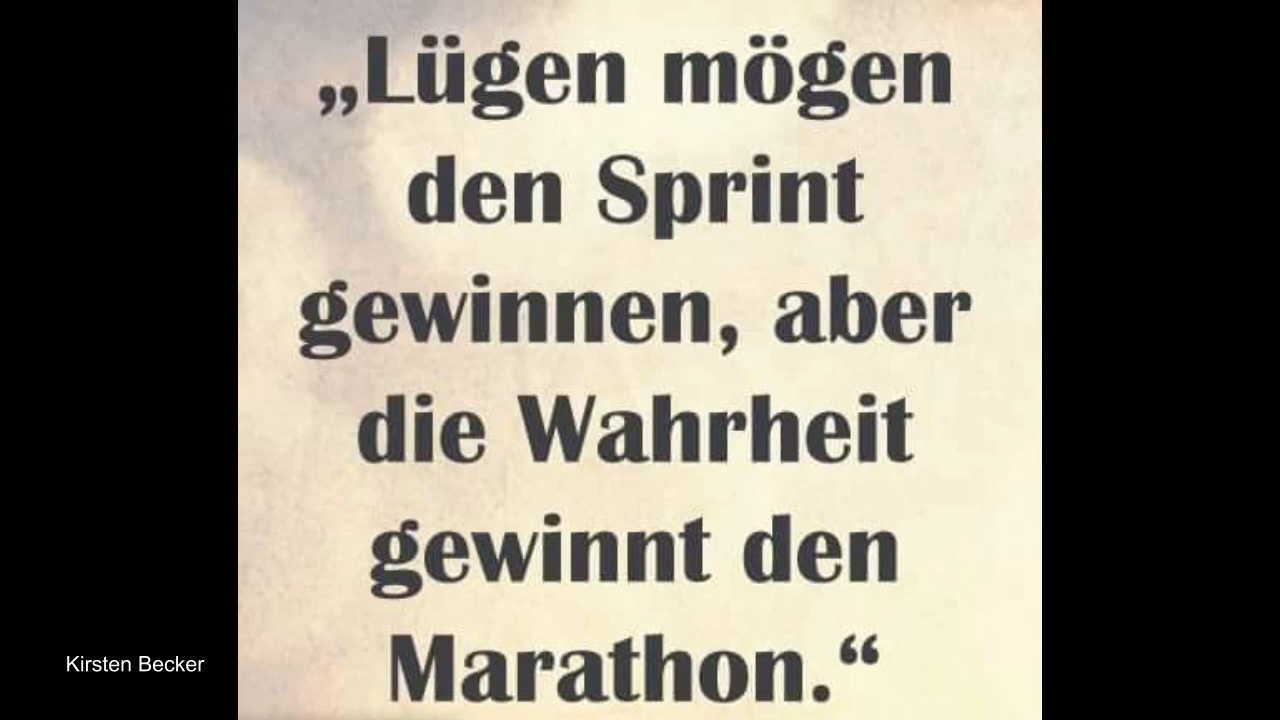 „Lügen mögen
den Sprint
gewinnen, aber
die Wahrheit
gewinnt den
Marathon.“
Kirsten Becker